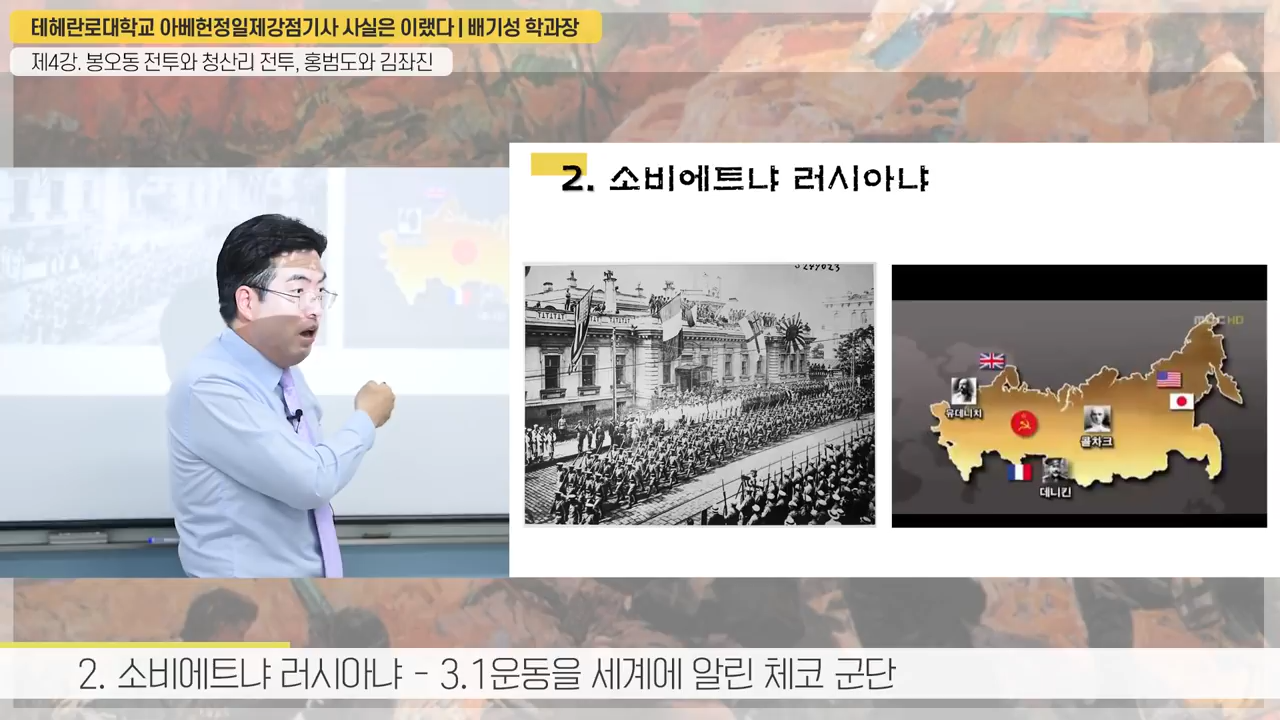 테헤란로대학교 아베헌정일제강점기사 사실은 이랬다 | 배기성 학과장
제4강. 봉오동 전투와 청산리 전투, 홍범도와 김좌진
2. 소비에트냐 러시아냐
MBC HD
유데니치
콜차크
데니킨
2. 소비에트냐 러시아냐 - 3.1운동을 세계에 알린 체코 군단